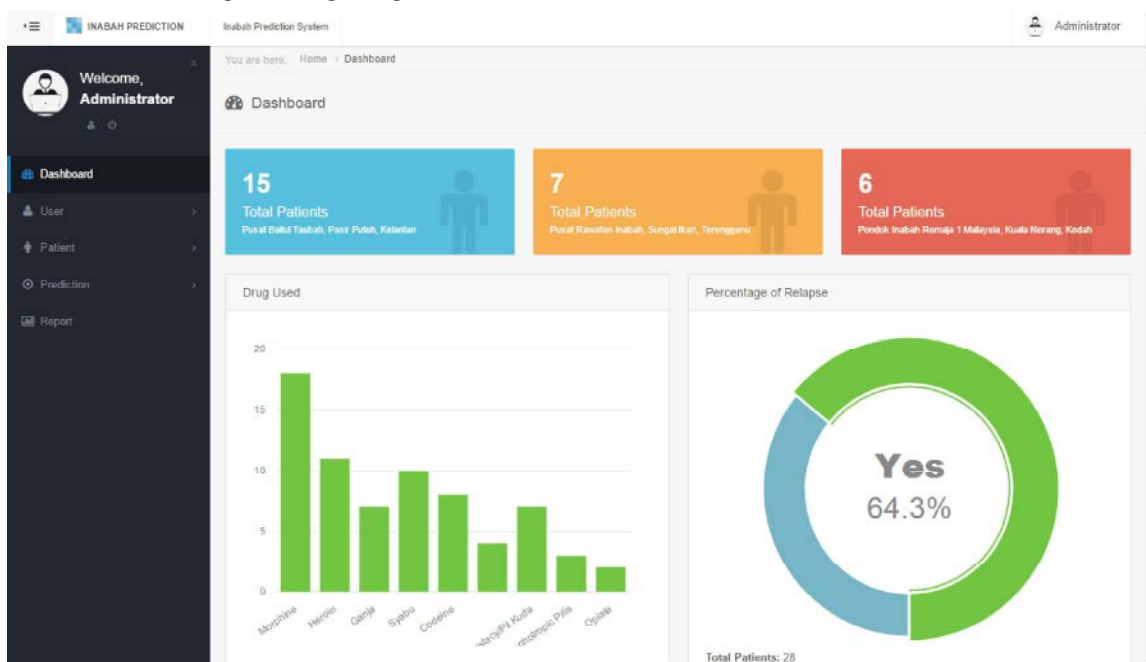 INABAH PREDICTION
Inabah Prediction System
Administrator
You are here: Home Dashboard
Welcome,
Administrator
Dashboard
Dashboard
User
Patient
Prediction
Report
15
Total Patients
Pusat Baitul Taubah, Pasir Puteh, Kelantan
7
Total Patients
Pusat Rawatan Inabah, Sungai Ikan, Terengganu
6
Total Patients
Pondok Inabah Remaja 1 Malaysia, Kuala Nerang, Kedah
Drug Used
20
15
10
5
0
Morphine
Heroin
Ganja
Syabu
Codeine
Pil Kuda
Pills
Opiate
Percentage of Relapse
Yes
64.3%
Total Patients: 28